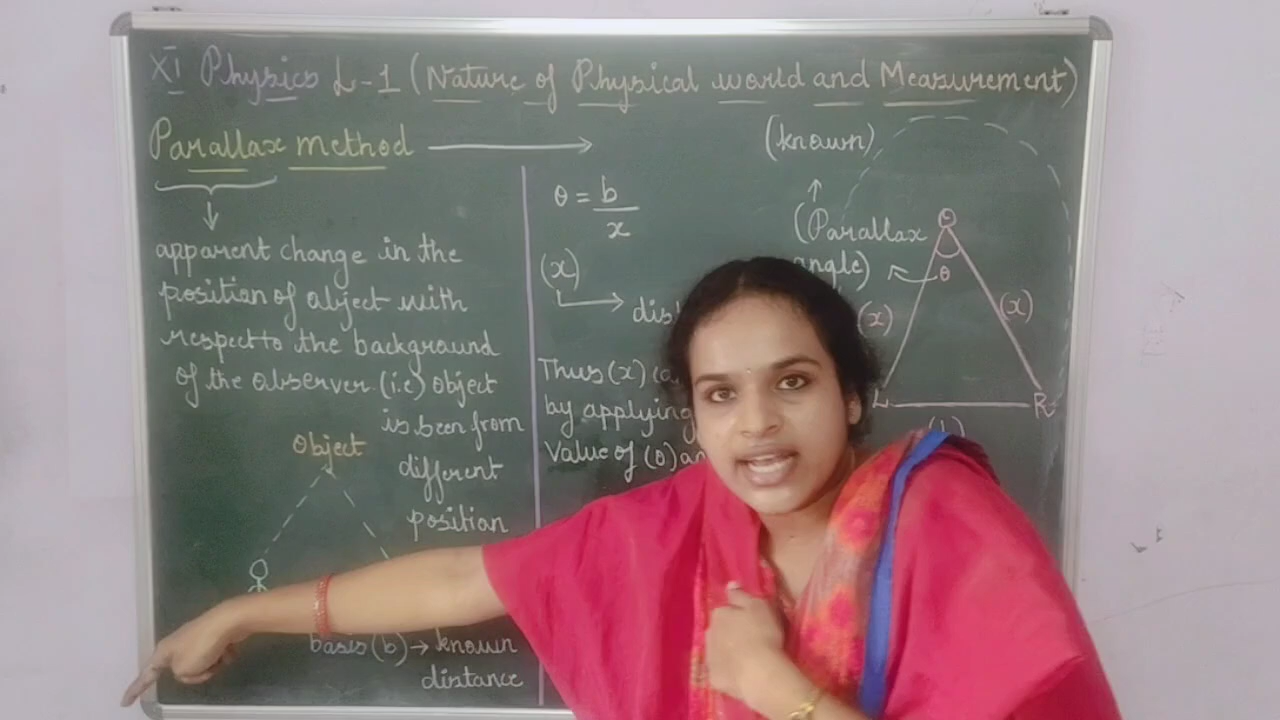 XI Physics L-1 (Nature of Physical world and Measurement)
Parallax method
apparent change in the
position of object with
respect to the background
of the observer. (i.e) object
is been from
different
position
Object
basis (b) → known
distance
θ = b
x
(x)
Thus (x)
by applying
Value of (θ)
(known)
(Parallax
angle)
O
θ
(x)
(x)
L
R
(b)